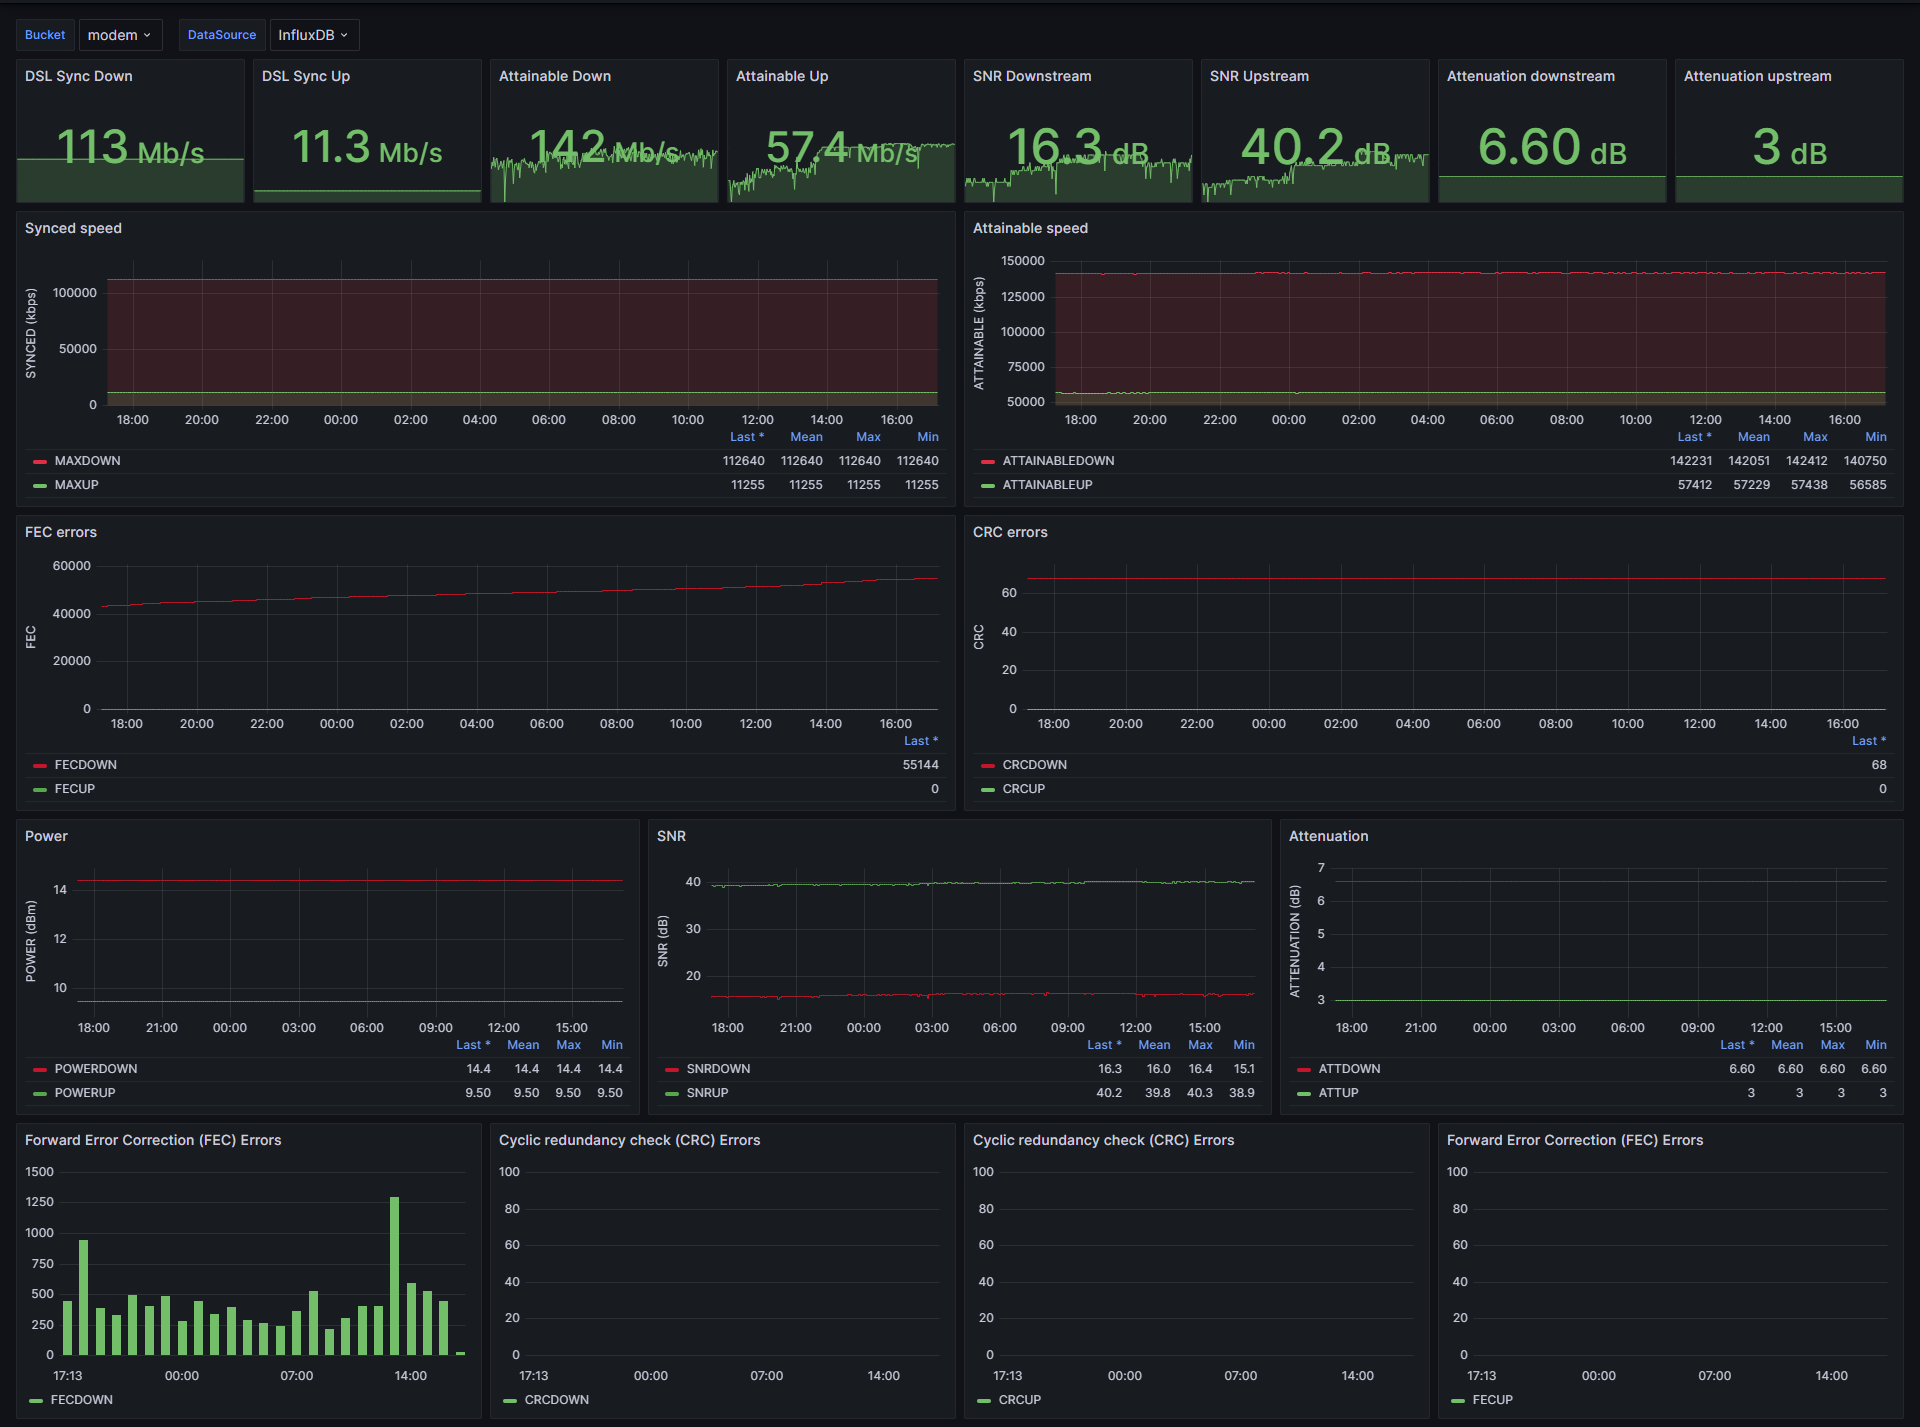 Bucket modem DataSource InfluxDB
DSL Sync Down
113 Mb/s
DSL Sync Up
11.3 Mb/s
Attainable Down
142 Mb/s
Attainable Up
57.4 Mb/s
SNR Downstream
16.3 dB
SNR Upstream
40.2 dB
Attenuation downstream
6.60 dB
Attenuation upstream
3 dB
Synced speed
SYNCED (kbps)
100000
50000
0
18:00 20:00 22:00 00:00 02:00 04:00 06:00 08:00 10:00 12:00 14:00 16:00
Last * Mean Max Min
MAXDOWN 112640 112640 112640 112640
MAXUP 11255 11255 11255 11255
Attainable speed
ATTAINABLE (kbps)
150000
125000
100000
75000
50000
18:00 20:00 22:00 00:00 02:00 04:00 06:00 08:00 10:00 12:00 14:00 16:00
Last * Mean Max Min
ATTAINABLEDOWN 142231 142051 142412 140750
ATTAINABLEUP 57412 57229 57438 56585
FEC errors
FEC
60000
40000
20000
0
18:00 20:00 22:00 00:00 02:00 04:00 06:00 08:00 10:00 12:00 14:00 16:00
Last *
FECDOWN 55144
FECUP 0
CRC errors
CRC
60
40
20
0
18:00 20:00 22:00 00:00 02:00 04:00 06:00 08:00 10:00 12:00 14:00 16:00
Last *
CRCDOWN 68
CRCUP 0
Power
POWER (dBm)
14
12
10
18:00 21:00 00:00 03:00 06:00 09:00 12:00 15:00
Last * Mean Max Min
POWERDOWN 14.4 14.4 14.4 14.4
POWERUP 9.50 9.50 9.50 9.50
SNR
SNR (dB)
40
30
20
18:00 21:00 00:00 03:00 06:00 09:00 12:00 15:00
Last * Mean Max Min
SNRDOWN 16.3 16.0 16.4 15.1
SNRUP 40.2 39.8 40.3 38.9
Attenuation
ATTENUATION (dB)
7
6
5
4
3
18:00 21:00 00:00 03:00 06:00 09:00 12:00 15:00
Last * Mean Max Min
ATTDOWN 6.60 6.60 6.60 6.60
ATTUP 3 3 3 3
Forward Error Correction (FEC) Errors
1500
1250
1000
750
500
250
0
17:13 00:00 07:00 14:00
FECDOWN
Cyclic redundancy check (CRC) Errors
100
80
60
40
20
0
17:13 00:00 07:00 14:00
CRCDOWN
Cyclic redundancy check (CRC) Errors
100
80
60
40
20
0
17:13 00:00 07:00 14:00
CRCUP
Forward Error Correction (FEC) Errors
100
80
60
40
20
0
17:13 00:00 07:00 14:00
FECUP